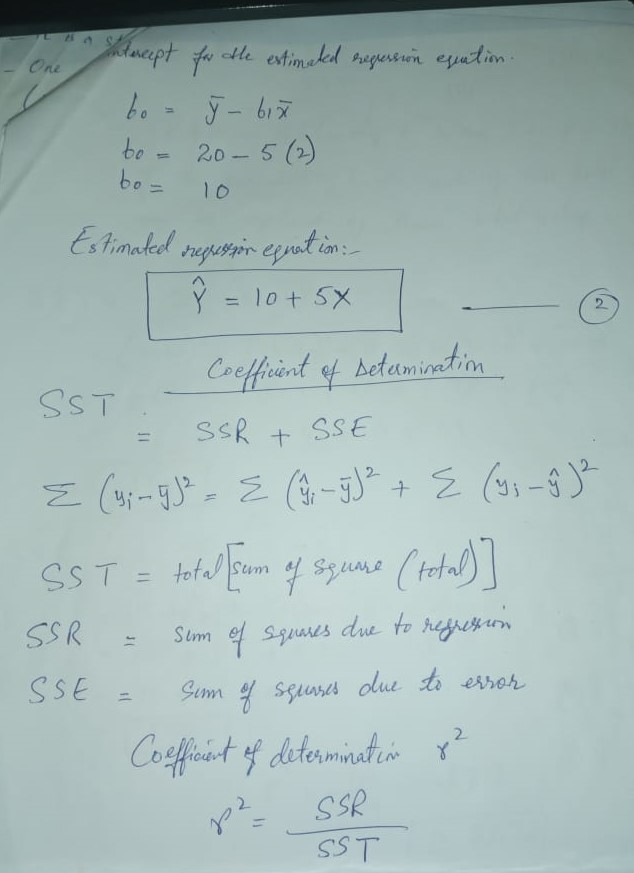 is a
- One
intercept for the estimated regression equation.
b₀ = ȳ - b₁x̄
b₀ = 20 - 5 (2)
b₀ = 10
Estimated regression equation:-
Ŷ = 10 + 5X
2
Coefficient of Determination
SST = SSR + SSE
Σ (yᵢ - ȳ)² = Σ (ŷᵢ - ȳ)² + Σ (yᵢ - ŷ)²
SST = total [sum of square (total)]
SSR = sum of squares due to regression
SSE = Sum of squares due to error
Coefficient of determination r²
r² = SSR / SST